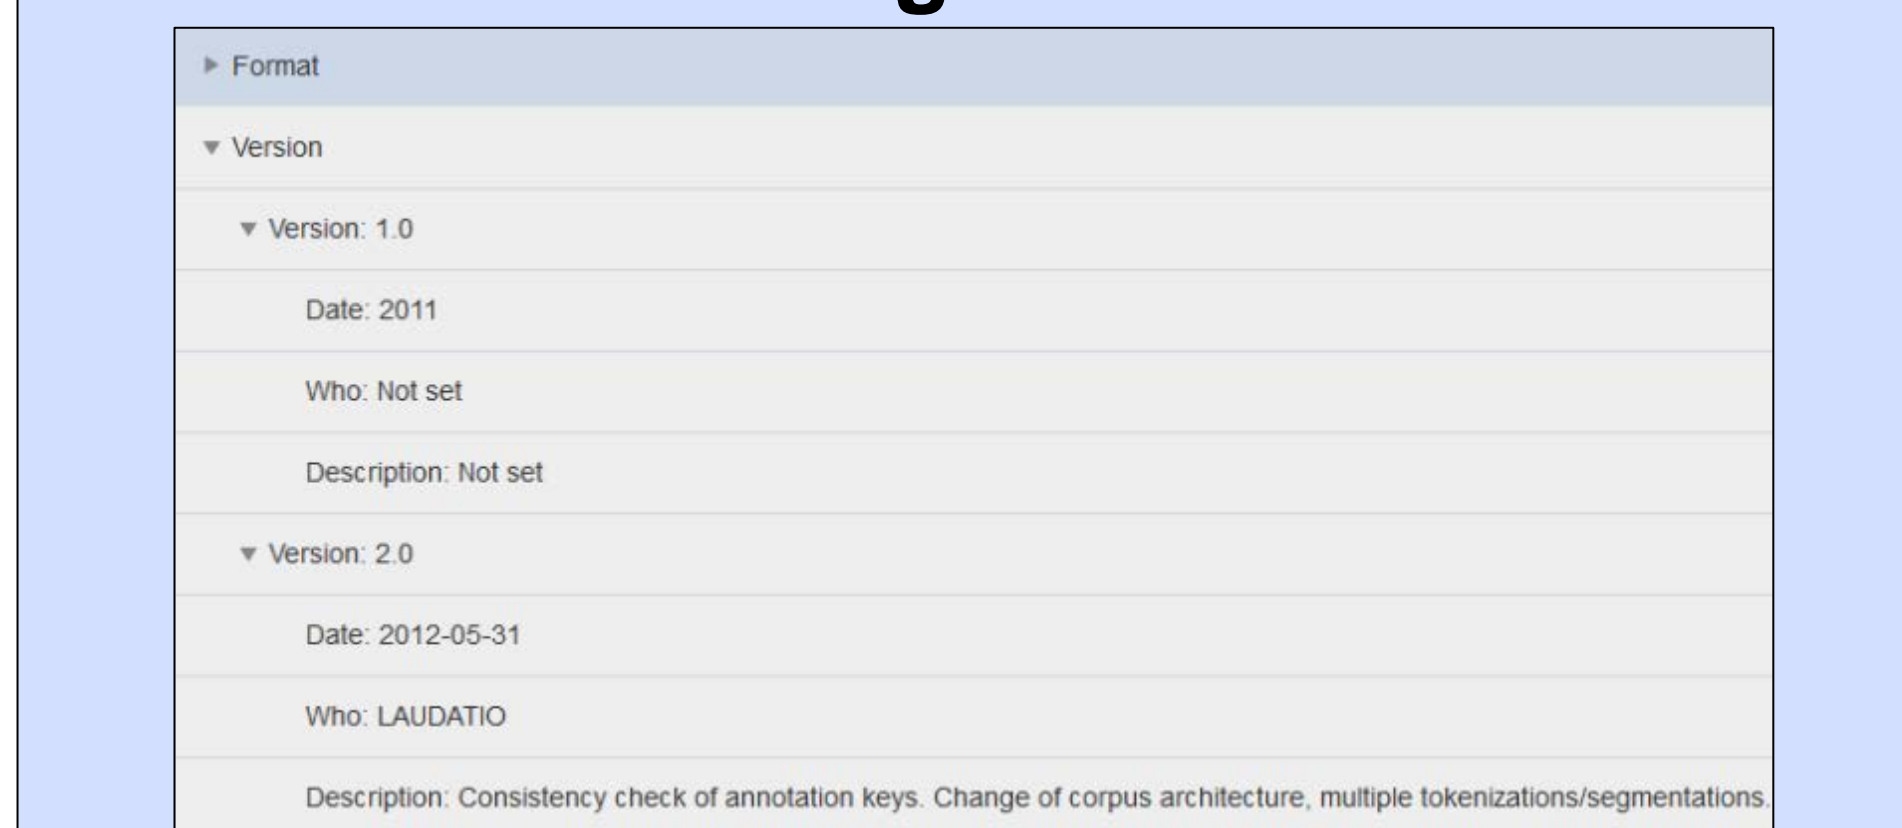 Format
Version
Version: 1.0
Date: 2011
Who: Not set
Description: Not set
Version: 2.0
Date: 2012-05-31
Who: LAUDATIO
Description: Consistency check of annotation keys. Change of corpus architecture, multiple tokenizations/segmentations.